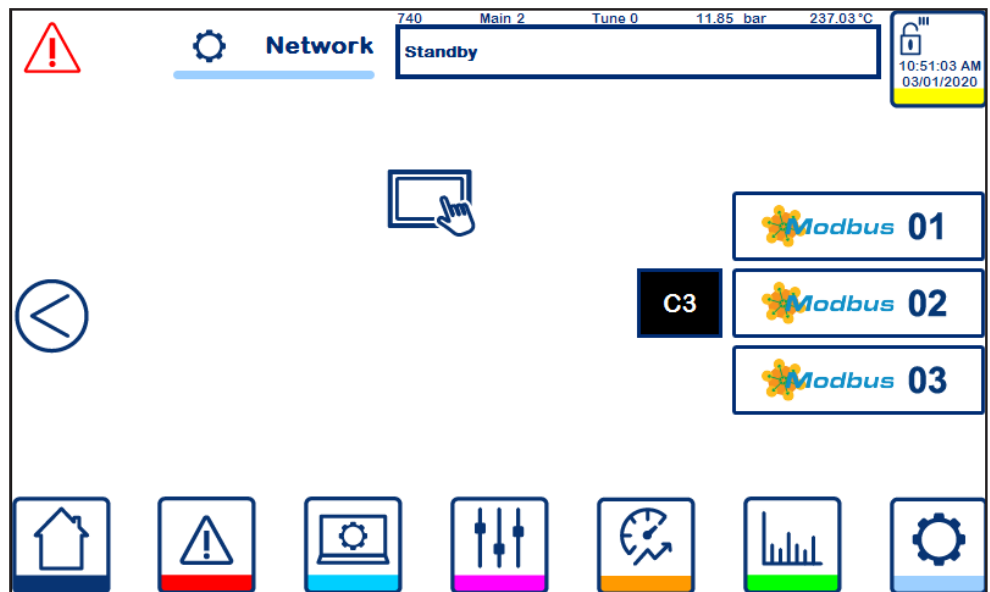 740 Main 2 Tune 0 11.85 bar 237.03 °C
Network
Standby
10:51:03 AM
03/01/2020
Modbus 01
C3
Modbus 02
Modbus 03